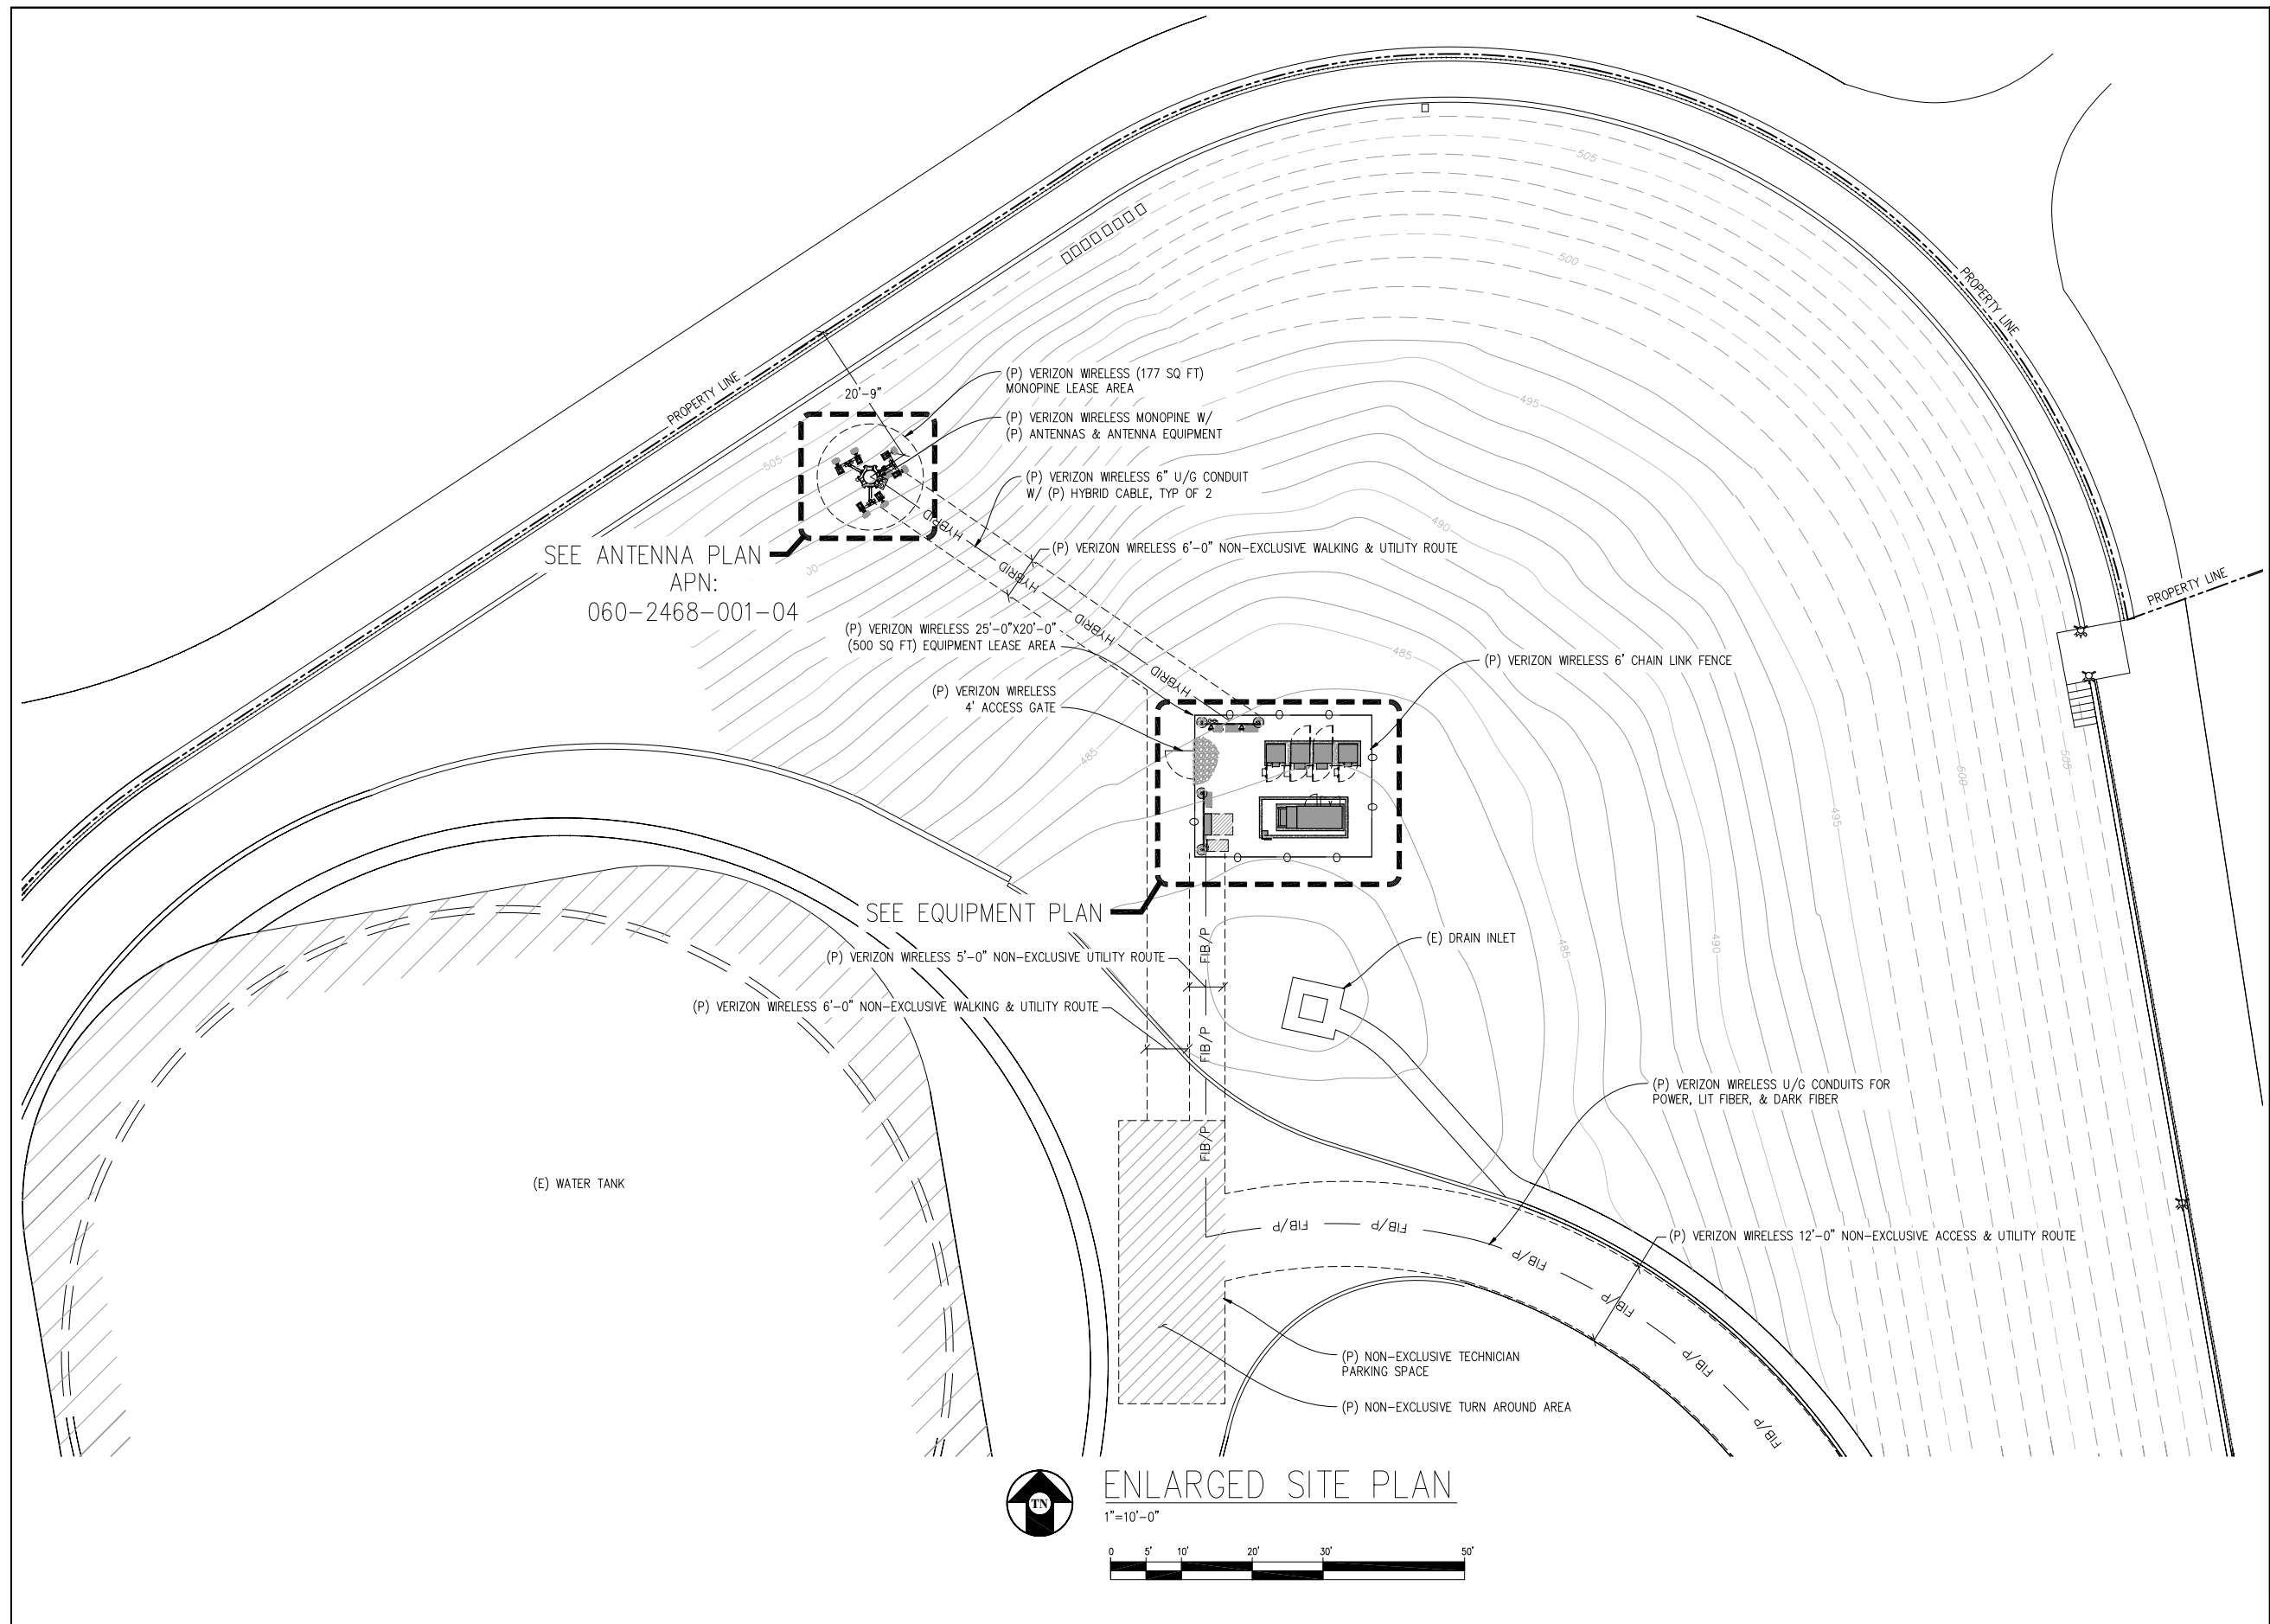 505
500
PROPERTY LINE
(P) VERIZON WIRELESS (177 SQ FT)
MONOPINE LEASE AREA
PROPERTY LINE
20'-9"
495
(P) VERIZON WIRELESS MONOPINE W/
(P) ANTENNAS & ANTENNA EQUIPMENT
505
(P) VERIZON WIRELESS 6" U/G CONDUIT
W/ (P) HYBRID CABLE, TYP OF 2
HYBRID
490
SEE ANTENNA PLAN
APN:
060-2468-001-04
(P) VERIZON WIRELESS 6'-0" NON-EXCLUSIVE WALKING & UTILITY ROUTE
HYBRID
HYBRID
PROPERTY LINE
HYBRID
(P) VERIZON WIRELESS 25'-0"X20'-0"
(500 SQ FT) EQUIPMENT LEASE AREA
485
(P) VERIZON WIRELESS 6' CHAIN LINK FENCE
HYBRID
(P) VERIZON WIRELESS
4' ACCESS GATE
485
500
505
495
SEE EQUIPMENT PLAN
FIB/P
(E) DRAIN INLET
485
490
(P) VERIZON WIRELESS 5'-0" NON-EXCLUSIVE UTILITY ROUTE
(P) VERIZON WIRELESS 6'-0" NON-EXCLUSIVE WALKING & UTILITY ROUTE
FIB/P
(P) VERIZON WIRELESS U/G CONDUITS FOR
POWER, LIT FIBER, & DARK FIBER
FIB/P
(E) WATER TANK
FIB/P
FIB/P
(P) VERIZON WIRELESS 12'-0" NON-EXCLUSIVE ACCESS & UTILITY ROUTE
FIB/P
FIB/P
(P) NON-EXCLUSIVE TECHNICIAN
PARKING SPACE
FIB/P
(P) NON-EXCLUSIVE TURN AROUND AREA
FIB/P
TN
ENLARGED SITE PLAN
1"=10'-0"
0 5' 10' 20' 30' 50'